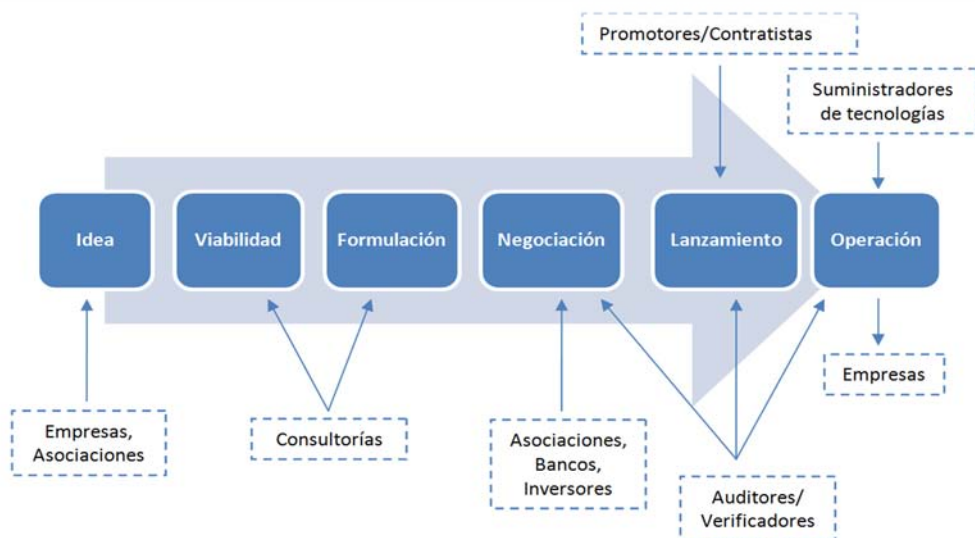 Promotores/Contratistas
Suministradores
de tecnologías
Idea
Viabilidad
Formulación
Negociación
Lanzamiento
Operación
Empresas,
Asociaciones
Consultorías
Asociaciones,
Bancos,
Inversores
Auditores/
Verificadores
Empresas